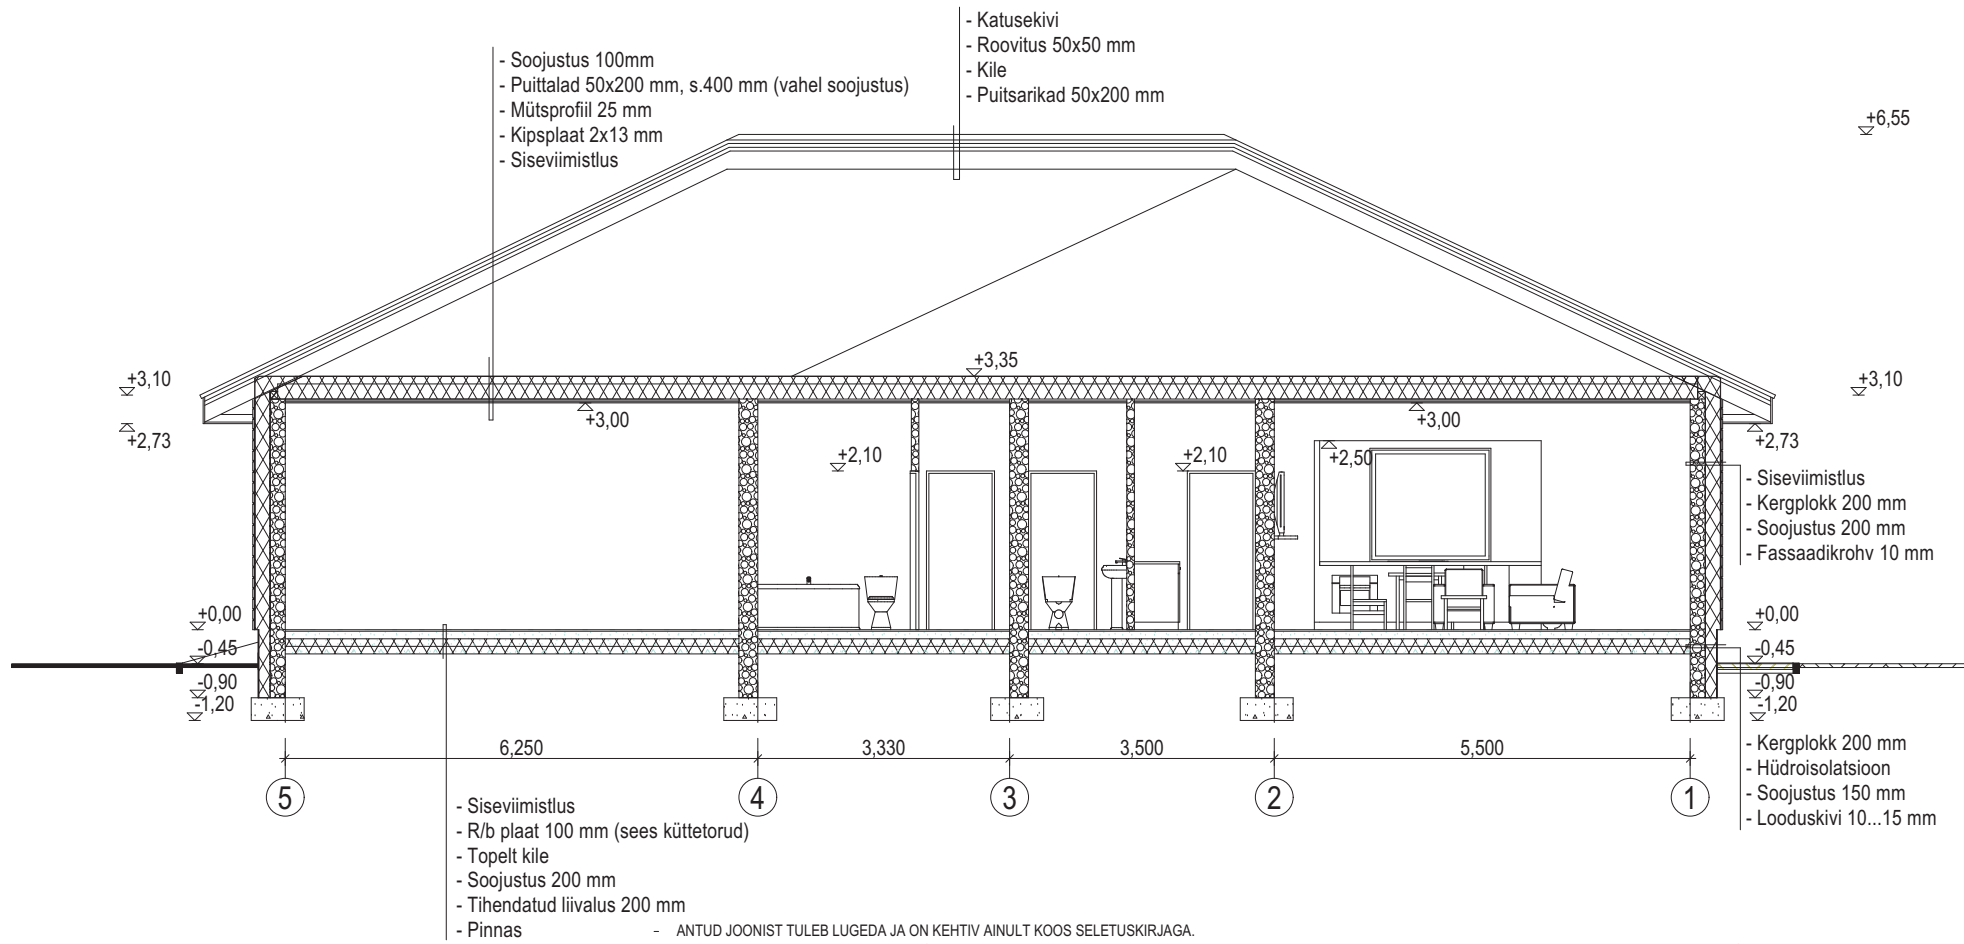 - Katusekivi
- Roovitus 50x50 mm
- Kile
- Puitsarikad 50x200 mm
- Soojustus 100mm
- Puittalad 50x200 mm, s.400 mm (vahel soojustus)
- Mütsprofiil 25 mm
- Kipsplaat 2x13 mm
- Siseviimistlus
+6,55
+3,35
+3,10
+3,10
+3,00
+3,00
+2,73
+2,73
+2,10
+2,10
+2,50
- Siseviimistlus
- Kergplokk 200 mm
- Soojustus 200 mm
- Fassaadikrohv 10 mm
+0,00
-0,45
-0,90
-1,20
+0,00
-0,45
-0,90
-1,20
6,250
3,330
3,500
5,500
5
4
3
2
1
- Kergplokk 200 mm
- Hüdroisolatsioon
- Soojustus 150 mm
- Looduskivi 10...15 mm
- Siseviimistlus
- R/b plaat 100 mm (sees küttetorud)
- Topelt kile
- Soojustus 200 mm
- Tihendatud liivalus 200 mm
- Pinnas
- ANTUD JOONIST TULEB LUGEDA JA ON KEHTIV AINULT KOOS SELETUSKIRJAGA.